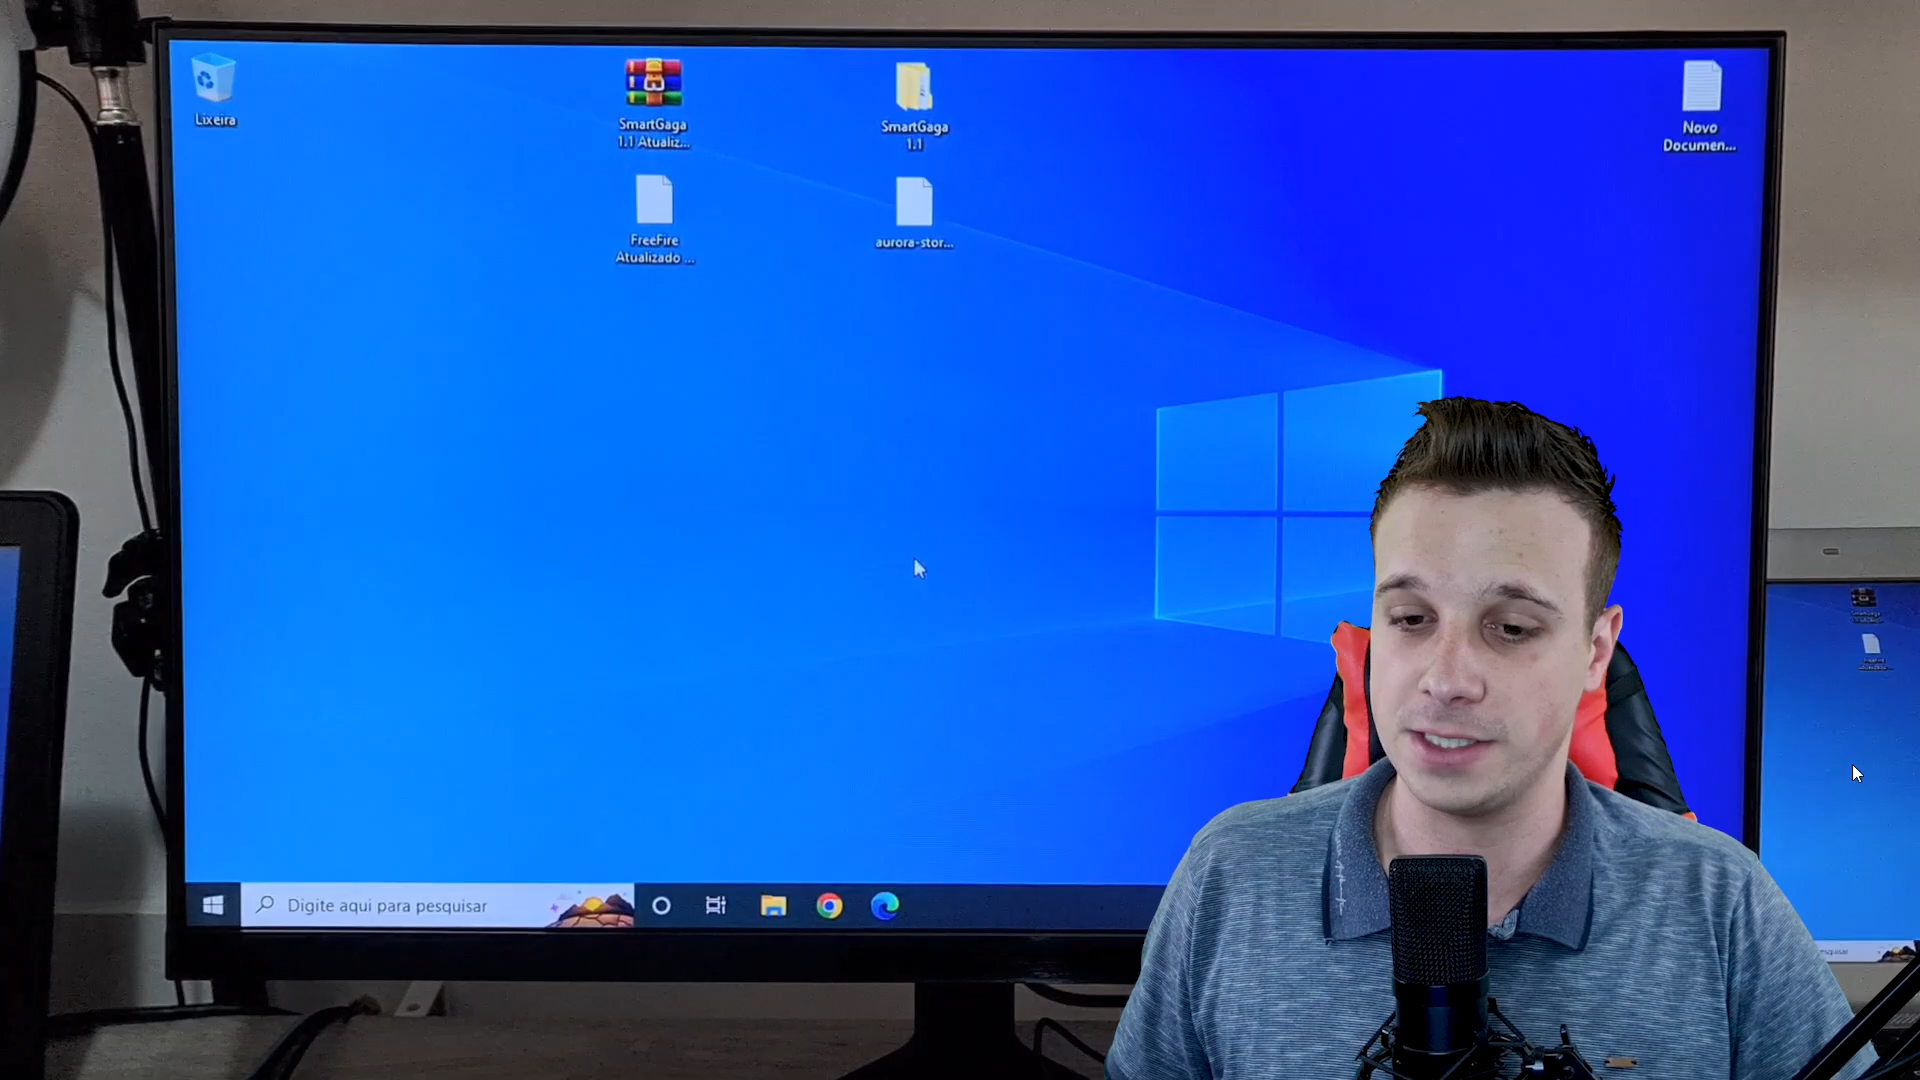 Lixeira
SmartGaga
1.1 Atualiz...
SmartGaga
1.1
Novo
Documen...
FreeFire
Atualizado ...
aurora-stor...
Digite aqui para pesquisar